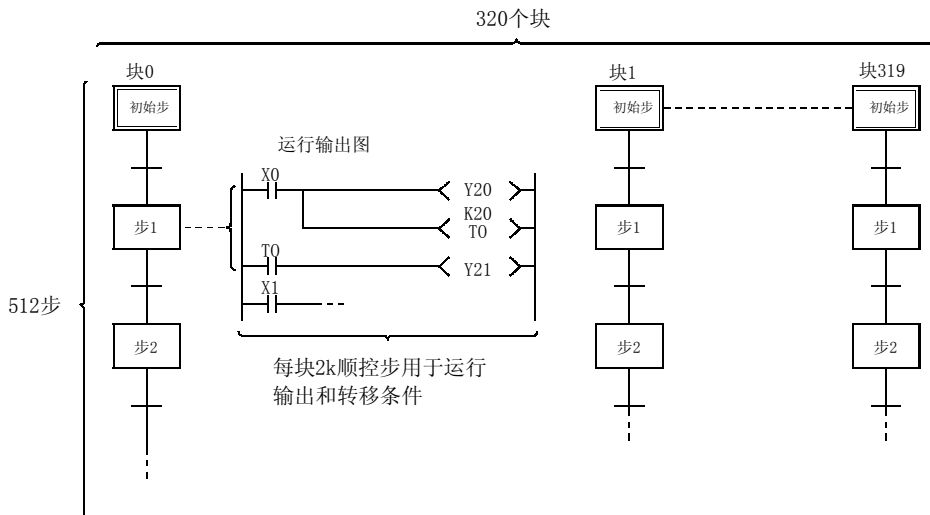 320个块
块0
块1
块319
初始步
初始步
初始步
运行输出图
X0
Y20
K20
T0
步1
步1
步1
T0
Y21
X1
512步
步2
步2
步2
每块2k顺控步用于运行
输出和转移条件